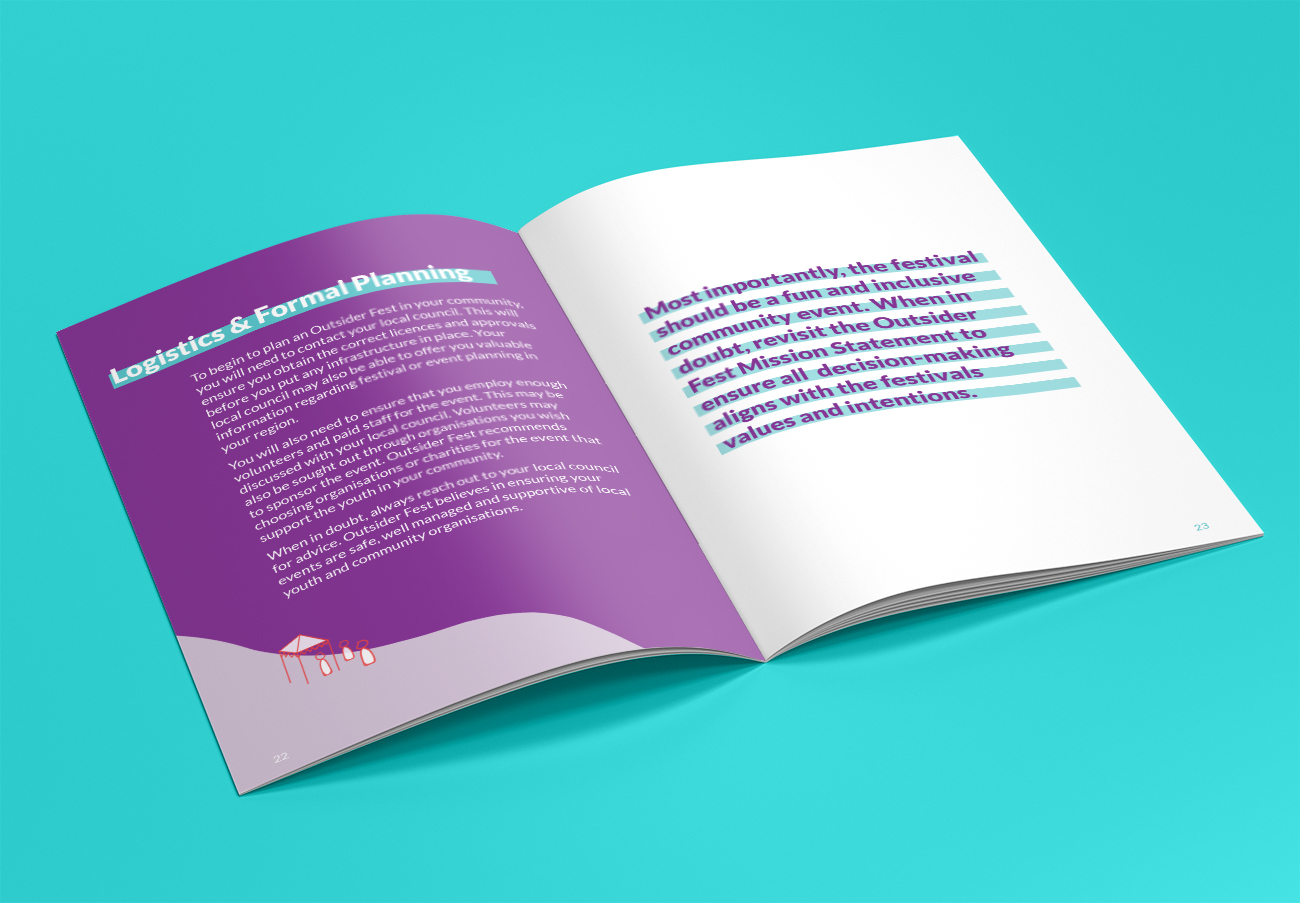 Logistics & Formal Planning
To begin to plan an Outsider Fest in your community,
you will need to contact your local council. This will
ensure you obtain the correct licences and approvals
before you put any infrastructure in place. Your
local council may also be able to offer you valuable
information regarding festival or event planning in
your region.
You will also need to ensure that you employ enough
volunteers and paid staff for the event. This may be
discussed with your local council. Volunteers may
also be sought out through organisations you wish
to sponsor the event. Outsider Fest recommends
choosing organisations or charities for the event that
support the youth in your community.
When in doubt, always reach out to your local council
for advice. Outsider Fest believes in ensuring your
events are safe, well managed and supportive of local
youth and community organisations.
22
Most importantly, the festival
should be a fun and inclusive
community event. When in
doubt, revisit the Outsider
Fest Mission Statement to
ensure all  decision-making
aligns with the festivals
values and intentions.
23